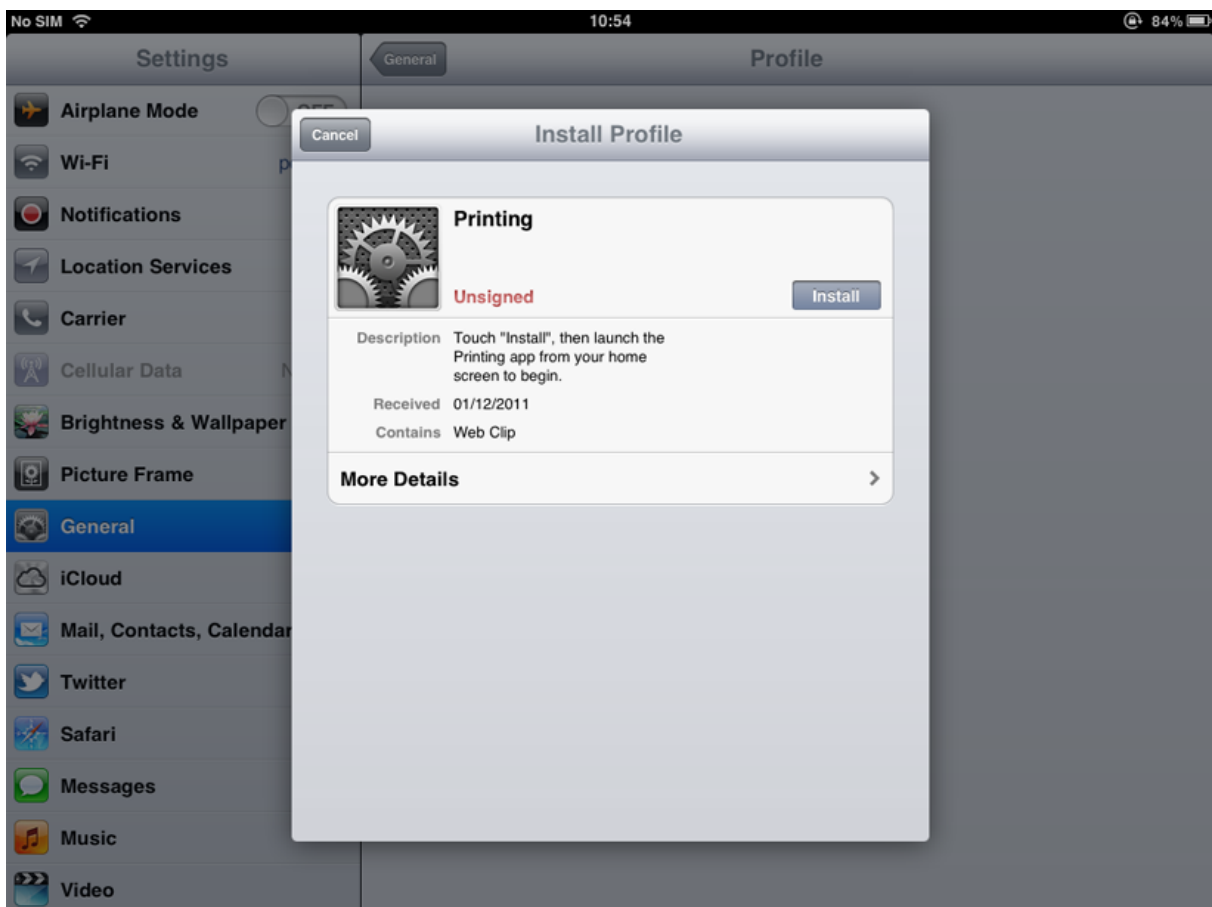 No SIM 10:54 84%
Settings
General
Profile
Airplane Mode
Wi-Fi
Notifications
Location Services
Carrier
Cellular Data
Brightness & Wallpaper
Picture Frame
General
iCloud
Mail, Contacts, Calendar
Twitter
Safari
Messages
Music
Video
Cancel
Install Profile
Printing
Unsigned
Install
Description Touch "Install", then launch the
Printing app from your home
screen to begin.
Received 01/12/2011
Contains Web Clip
More Details